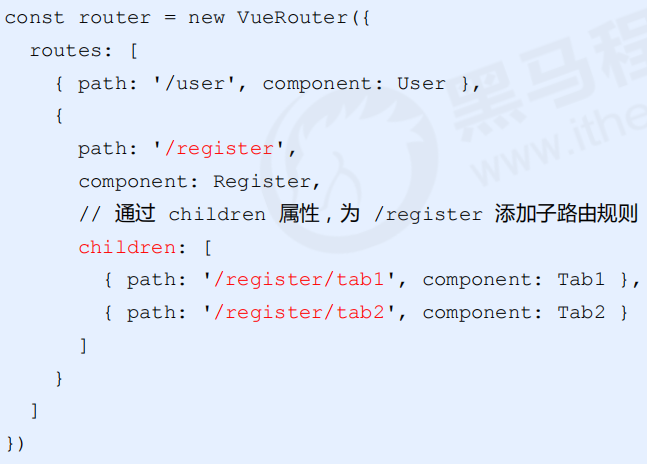 const router = new VueRouter({
  routes: [
    { path: '/user', component: User },
    {
      path: '/register',
      component: Register,
      // 通过 children 属性，为 /register 添加子路由规则
      children: [
        { path: '/register/tab1', component: Tab1 },
        { path: '/register/tab2', component: Tab2 }
      ]
    }
  ]
})
黑马程
www.ithe